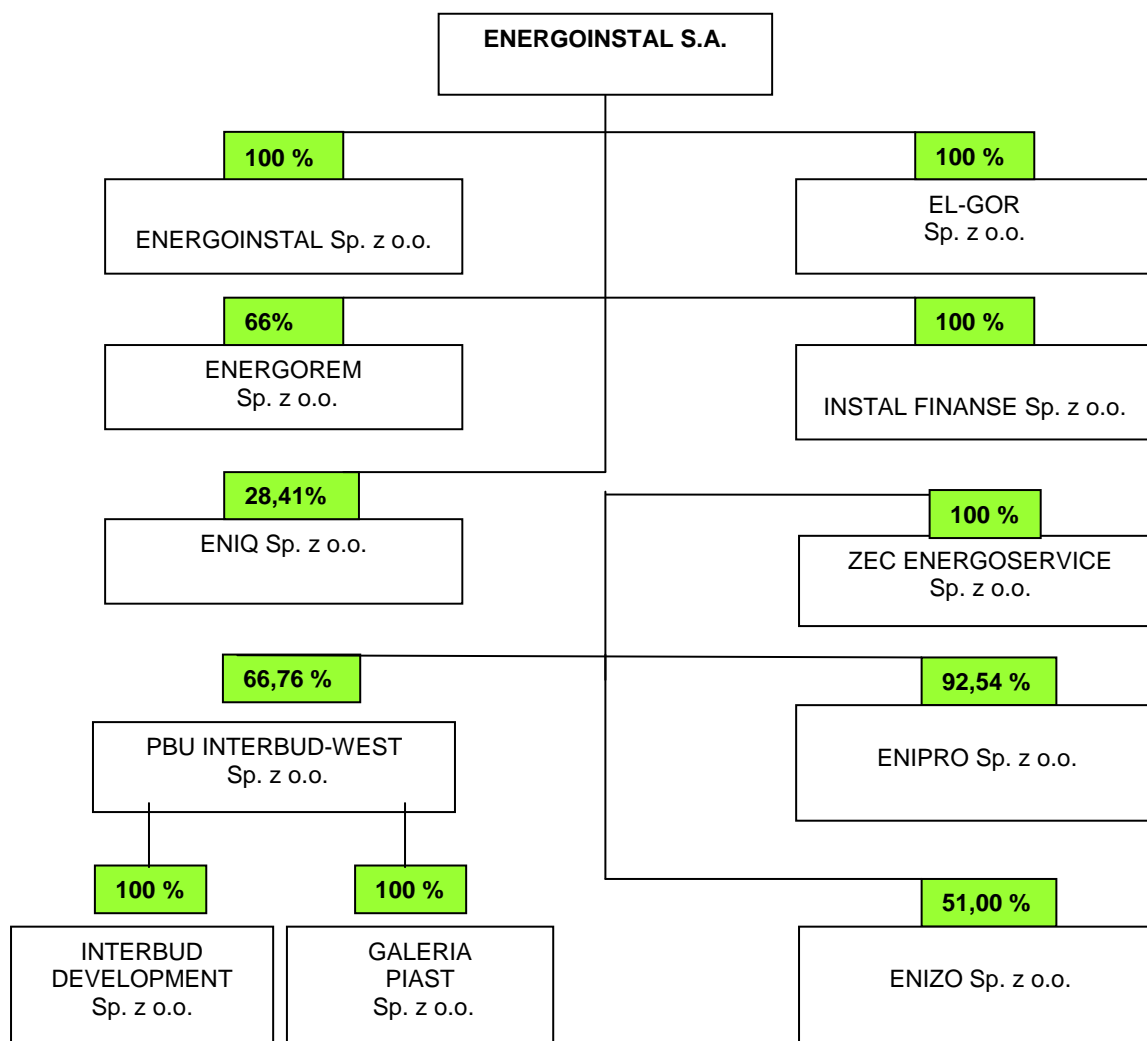 ENERGOINSTAL S.A.
100 %
ENERGOINSTAL Sp. z o.o.
100 %
EL-GOR
Sp. z o.o.
66%
ENERGOREM
Sp. z o.o.
100 %
INSTAL FINANSE Sp. z o.o.
28,41%
ENIQ Sp. z o.o.
100 %
ZEC ENERGOSERVICE
Sp. z o.o.
66,76 %
PBU INTERBUD-WEST
Sp. z o.o.
92,54 %
ENIPRO Sp. z o.o.
100 %
INTERBUD
DEVELOPMENT
Sp. z o.o.
100 %
GALERIA
PIAST
Sp. z o.o.
51,00 %
ENIZO Sp. z o.o.